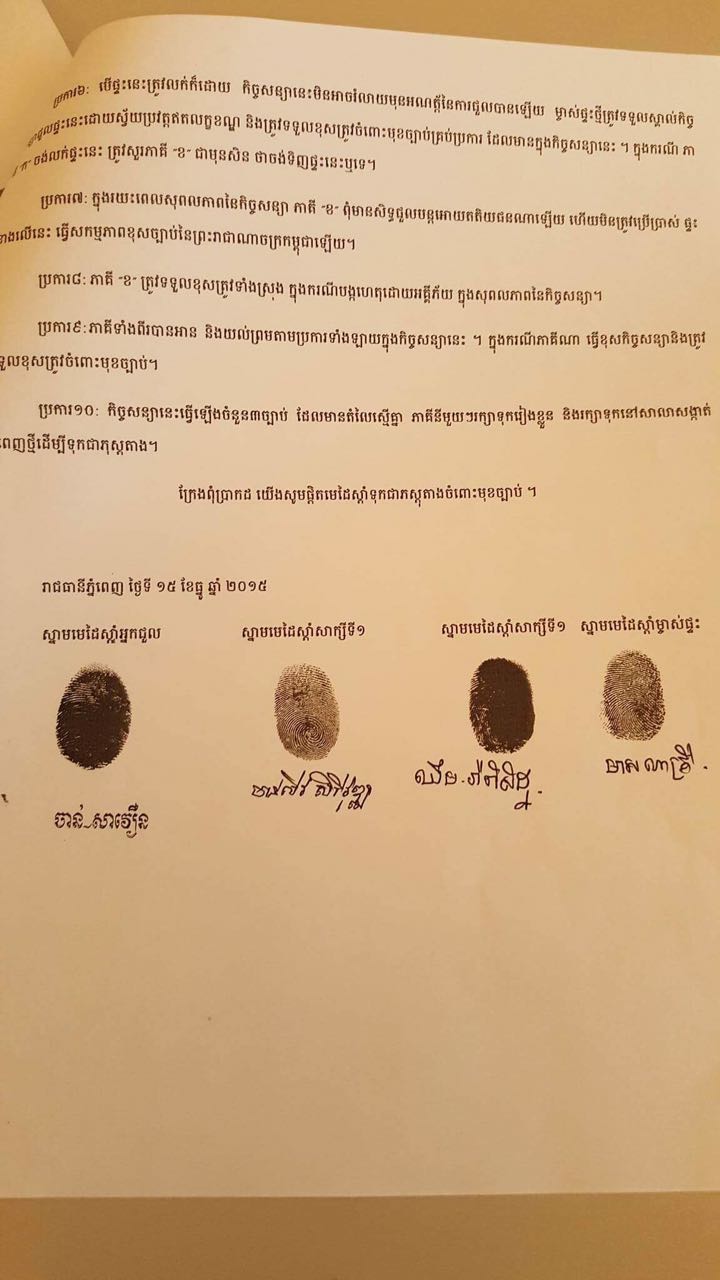 ប្រការ៦: បើផ្ទះនេះត្រូវលក់ក៏ដោយ កិច្ចសន្យានេះមិនអាចរំលាយមុនអណត្ត័នៃការជួលបានឡើយ ម្ចាស់ផ្ទះថ្មីត្រូវទទួលស្គាល់កិច្ច
ជួលផ្ទះនេះដោយស្វ័យប្រវត្តឥតលក្ខខណ្ឌ និងត្រូវទទួលខុសត្រូវចំពោះមុខច្បាប់គ្រប់ប្រការ ដែលមានក្នុងកិច្ចសន្យានេះ ។ ក្នុងករណី ភា
"ក" ចង់លក់ផ្ទះនេះ ត្រូវសួរភាគី "ខ" ជាមុនសិន ថាចង់ទិញផ្ទះនេះឬទេ។
ប្រការ៧: ក្នុងរយះពេលសុពលភាពនៃកិច្ចសន្យា ភាគី "ខ" ពុំមានសិទ្ធជួលបន្តអោយតតិយជនណាឡើយ ហើយមិនត្រូវប្រើប្រាស់ ផ្ទះ
ខាងលើនេះ ធ្វើសកម្មភាពខុសច្បាប់នៃព្រះរាជាណាចក្រកម្ពុជាឡើយ។
ប្រការ៨: ភាគី "ខ" ត្រូវទទួលខុសត្រូវទាំងស្រុង ក្នុងករណីបង្កហេតុដោយអគ្គីភ័យ ក្នុងសុពលភាពនៃកិច្ចសន្យា។
ប្រការ៩: ភាគីទាំងពីរបានអាន និងយល់ព្រមតាមប្រការទាំងឡាយក្នុងកិច្ចសន្យានេះ ។ ក្នុងករណីភាគីណា ធ្វើខុសកិច្ចសន្យានិងត្រូវ
ទួលខុសត្រូវចំពោះមុខច្បាប់។
ប្រការ១០: កិច្ចសន្យានេះធ្វើឡើងចំនួន៣ច្បាប់ ដែលមានតំលៃស្មើគ្នា ភាគីនីមួយៗរក្សាទុករៀងខ្លួន និងរក្សាទុកនៅសាលាសង្កាត់
ពេញថ្មីដើម្បីទុកជាភុស្តតាង។
ក្រែងពុំប្រាកដ យើងសូមផ្តិតមេដៃស្តាំទុកជាភស្តុតាងចំពោះមុខច្បាប់ ។
រាជធានីភ្នំពេញ ថ្ងៃទី ១៥ ខែធ្នូ ឆ្នាំ ២០១៥
ស្នាមមេដៃស្តាំអ្នកជួល ស្នាមមេដៃស្តាំសាក្សីទី១ ស្នាមមេដៃស្តាំសាក្សីទី១ ស្នាមមេដៃស្តាំម្ចាស់ផ្ទះ
មាស ណាត្រី
ចាន់ សាវឿន